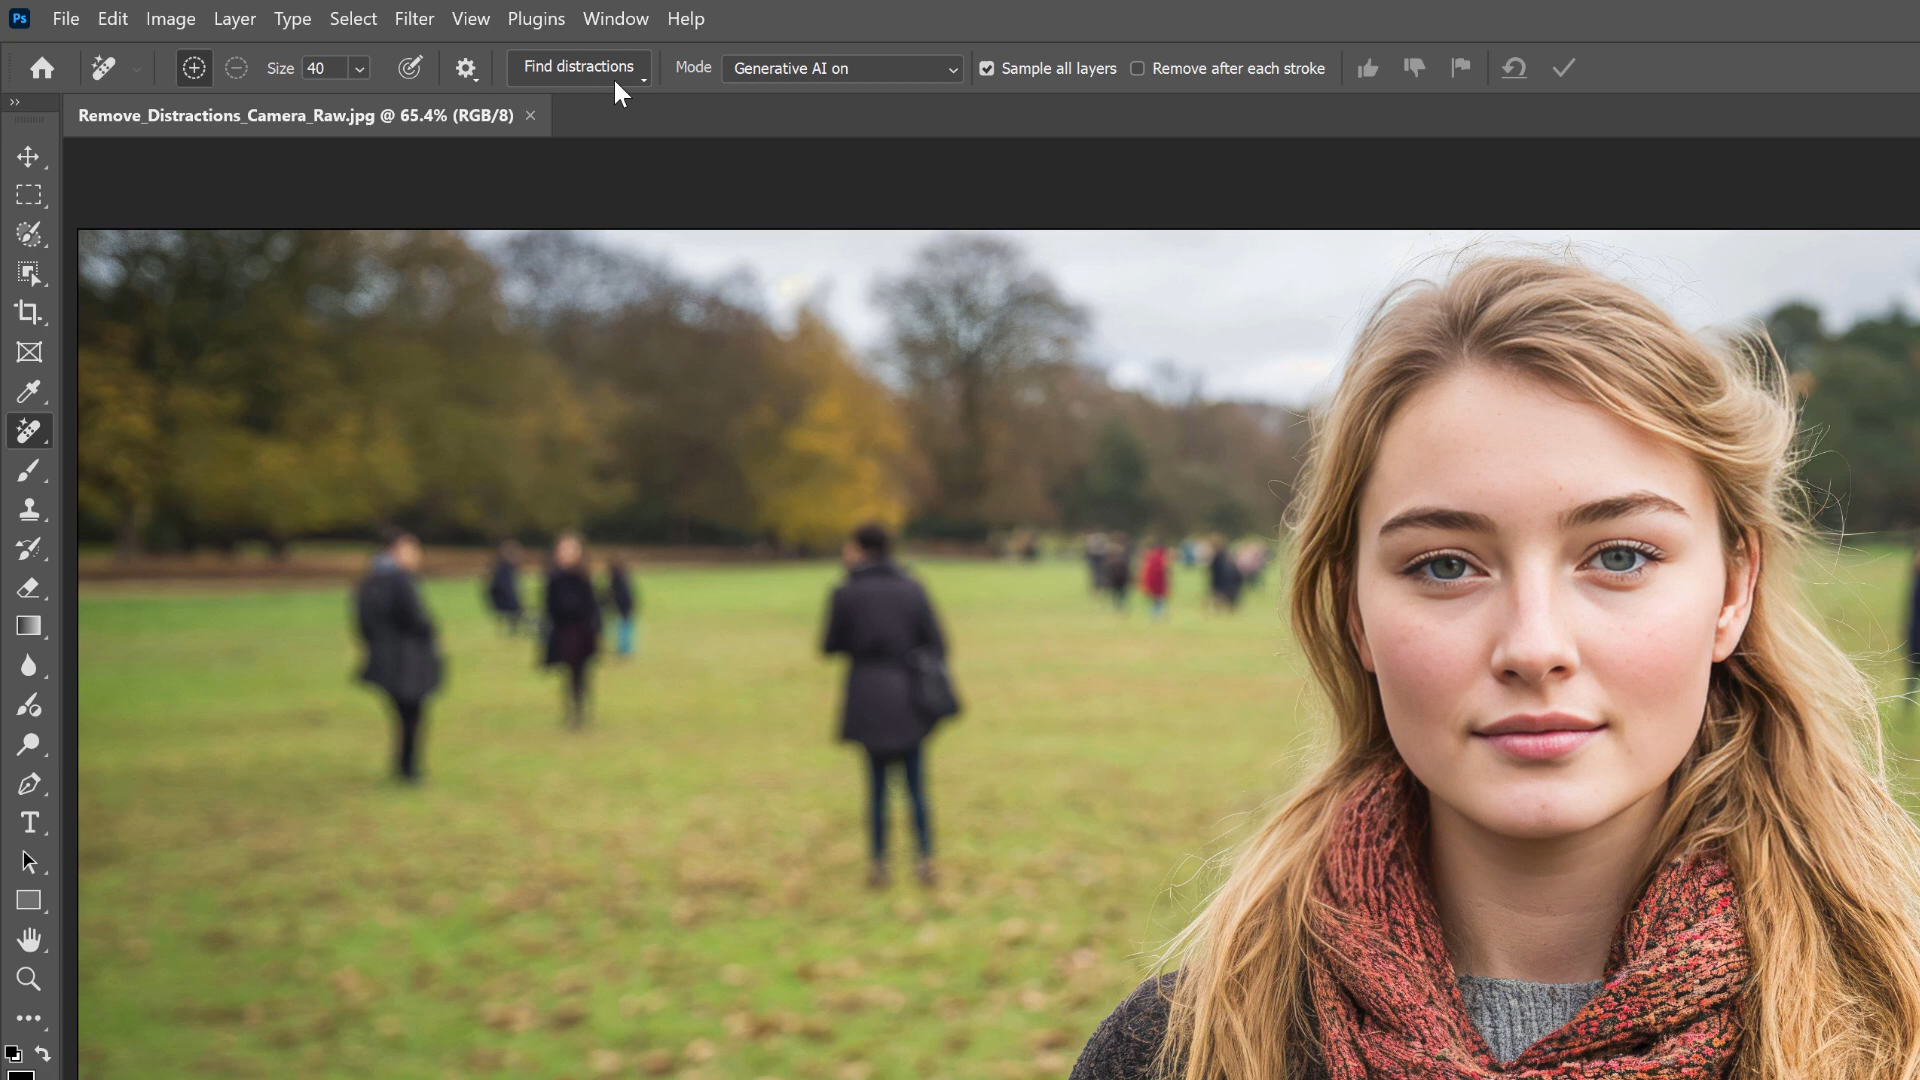 Ps File Edit Image Layer Type Select Filter View Plugins Window Help
Size 40 Find distractions Mode Generative AI on Sample all layers Remove after each stroke
Remove_Distractions_Camera_Raw.jpg @ 65.4% (RGB/8) ×